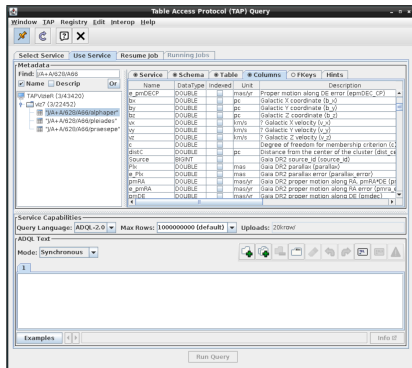 Table Access Protocol (TAP) Query
Window TAP Registry Edit Interop Help
Select Service Use Service Resume Job Running Jobs
Metadata
Find: J/A+A/628/A66
Name Descrip Or
TAPVizieR (3/43420)
viz7 (3/22452)
"J/A+A/628/A66/alphaper"
"J/A+A/628/A66/pleiades"
"J/A+A/628/A66/praesepe"
Service Schema Table Columns FKeys Hints
Name DataType Indexed Unit Description
e_pmDECP DOUBLE mas/yr Proper motion along DE error (epmDEC_CP)
bx DOUBLE pc Galactic X coordinate (b_x)
by DOUBLE pc Galactic Y coordinate (b_y)
bz DOUBLE pc Galactic Z coordinate (b_z)
vx DOUBLE km/s ? Galactic X velocity (v_x)
vy DOUBLE km/s ? Galactic Y velocity (v_y)
vz DOUBLE km/s ? Galactic Z velocity (v_z)
c DOUBLE Degree of freedom for membership criterion (c)
distC DOUBLE pc Distance from the center of the cluster (dist_ce
Source BIGINT Gaia DR2 source_id (source_id)
Plx DOUBLE mas Gaia DR2 parallax (parallax)
e_Plx DOUBLE mas Gaia DR2 parallax error (parallax_error)
pmRA DOUBLE mas/yr Gaia DR2 proper motion along RA, pmRA*DE (pm
e_pmRA DOUBLE mas/yr Gaia DR2 proper motion along RA error (pmra_e
pmDE DOUBLE mas/yr Gaia DR2 proper motion along DE (pmdec)
Service Capabilities
Query Language: ADQL-2.0 Max Rows: 1000000000 (default) Uploads: 20krow/
ADQL Text
Mode: Synchronous
1
Examples Info
Run Query